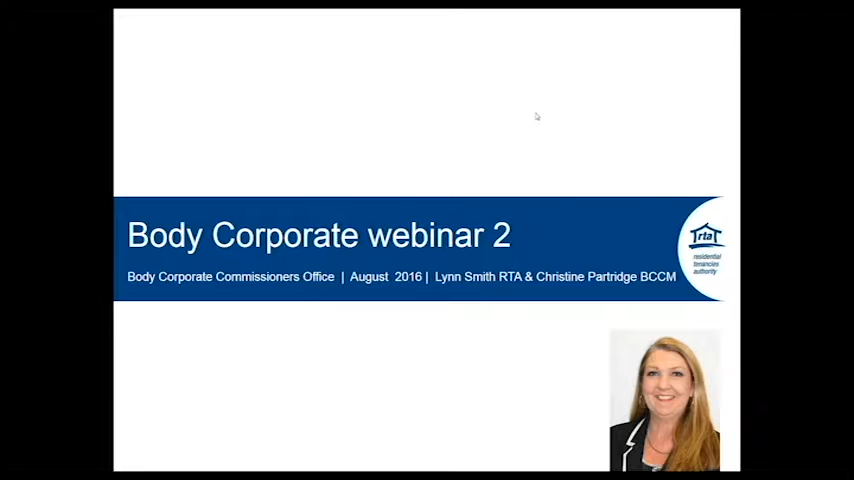 Body Corporate webinar 2
Body Corporate Commissioners Office | August 2016 | Lynn Smith RTA & Christine Partridge BCCM
rta
residential
tenancies
authority